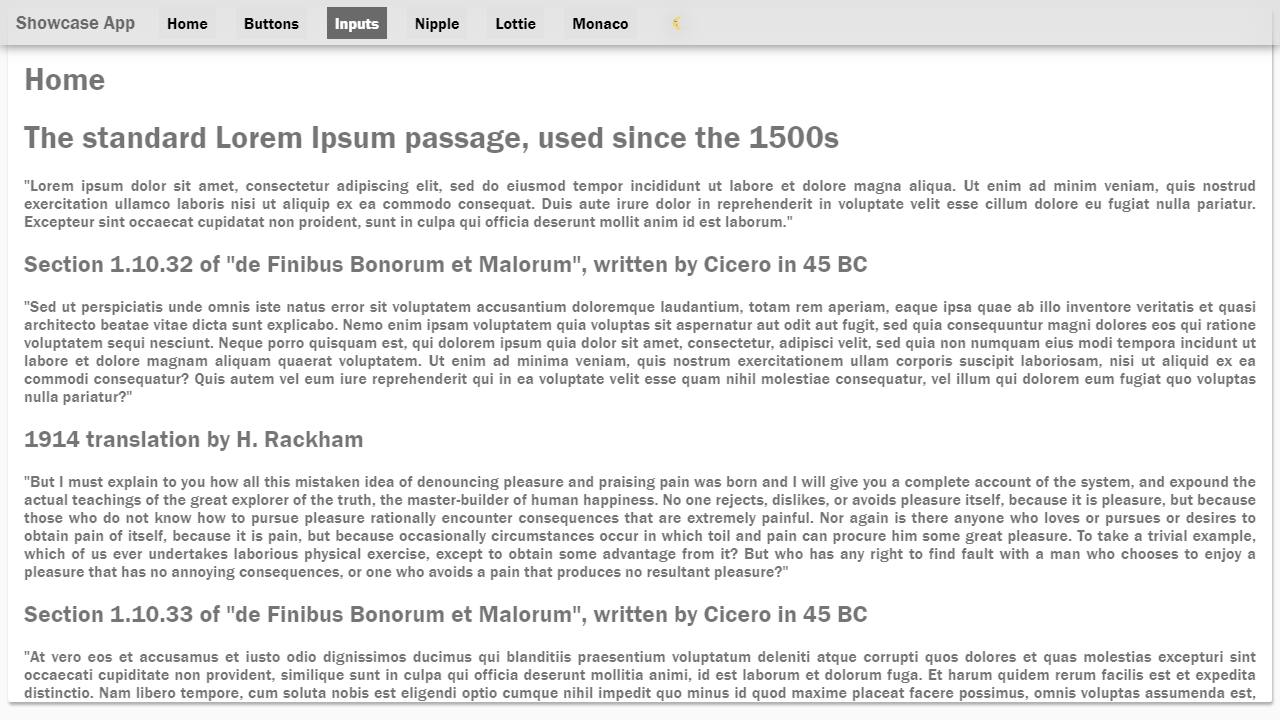 Showcase App Home Buttons Inputs Nipple Lottie Monaco
Home
The standard Lorem Ipsum passage, used since the 1500s
"Lorem ipsum dolor sit amet, consectetur adipiscing elit, sed do eiusmod tempor incididunt ut labore et dolore magna aliqua. Ut enim ad minim veniam, quis nostrud
exercitation ullamco laboris nisi ut aliquip ex ea commodo consequat. Duis aute irure dolor in reprehenderit in voluptate velit esse cillum dolore eu fugiat nulla pariatur.
Excepteur sint occaecat cupidatat non proident, sunt in culpa qui officia deserunt mollit anim id est laborum."
Section 1.10.32 of "de Finibus Bonorum et Malorum", written by Cicero in 45 BC
"Sed ut perspiciatis unde omnis iste natus error sit voluptatem accusantium doloremque laudantium, totam rem aperiam, eaque ipsa quae ab illo inventore veritatis et quasi
architecto beatae vitae dicta sunt explicabo. Nemo enim ipsam voluptatem quia voluptas sit aspernatur aut odit aut fugit, sed quia consequuntur magni dolores eos qui ratione
voluptatem sequi nesciunt. Neque porro quisquam est, qui dolorem ipsum quia dolor sit amet, consectetur, adipisci velit, sed quia non numquam eius modi tempora incidunt ut
labore et dolore magnam aliquam quaerat voluptatem. Ut enim ad minima veniam, quis nostrum exercitationem ullam corporis suscipit laboriosam, nisi ut aliquid ex ea
commodi consequatur? Quis autem vel eum iure reprehenderit qui in ea voluptate velit esse quam nihil molestiae consequatur, vel illum qui dolorem eum fugiat quo voluptas
nulla pariatur?"
1914 translation by H. Rackham
"But I must explain to you how all this mistaken idea of denouncing pleasure and praising pain was born and I will give you a complete account of the system, and expound the
actual teachings of the great explorer of the truth, the master-builder of human happiness. No one rejects, dislikes, or avoids pleasure itself, because it is pleasure, but because
those who do not know how to pursue pleasure rationally encounter consequences that are extremely painful. Nor again is there anyone who loves or pursues or desires to
obtain pain of itself, because it is pain, but because occasionally circumstances occur in which toil and pain can procure him some great pleasure. To take a trivial example,
which of us ever undertakes laborious physical exercise, except to obtain some advantage from it? But who has any right to find fault with a man who chooses to enjoy a
pleasure that has no annoying consequences, or one who avoids a pain that produces no resultant pleasure?"
Section 1.10.33 of "de Finibus Bonorum et Malorum", written by Cicero in 45 BC
"At vero eos et accusamus et iusto odio dignissimos ducimus qui blanditiis praesentium voluptatum deleniti atque corrupti quos dolores et quas molestias excepturi sint
occaecati cupiditate non provident, similique sunt in culpa qui officia deserunt mollitia animi, id est laborum et dolorum fuga. Et harum quidem rerum facilis est et expedita
distinctio. Nam libero tempore, cum soluta nobis est eligendi optio cumque nihil impedit quo minus id quod maxime placeat facere possimus, omnis voluptas assumenda est,